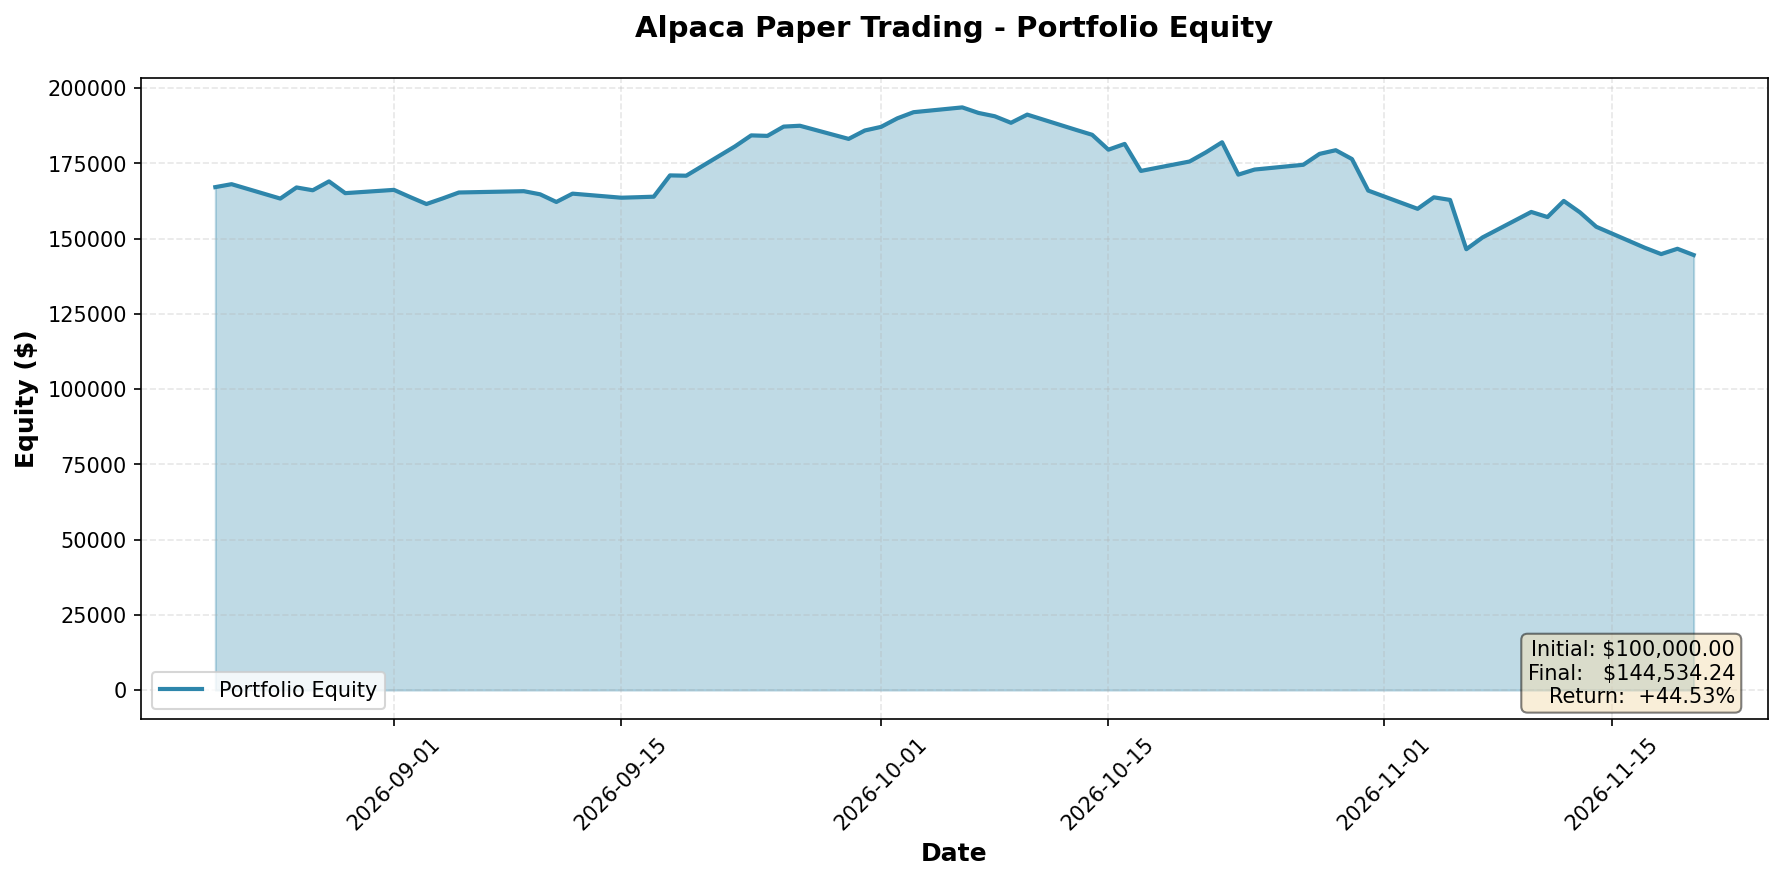 Alpaca Paper Trading - Portfolio Equity
Equity ($)
200000
175000
150000
125000
100000
75000
50000
25000
0
Portfolio Equity
Initial: $100,000.00
Final: $144,534.24
Return: +44.53%
2026-09-01
2026-09-15
2026-10-01
2026-10-15
2026-11-01
2026-11-15
Date